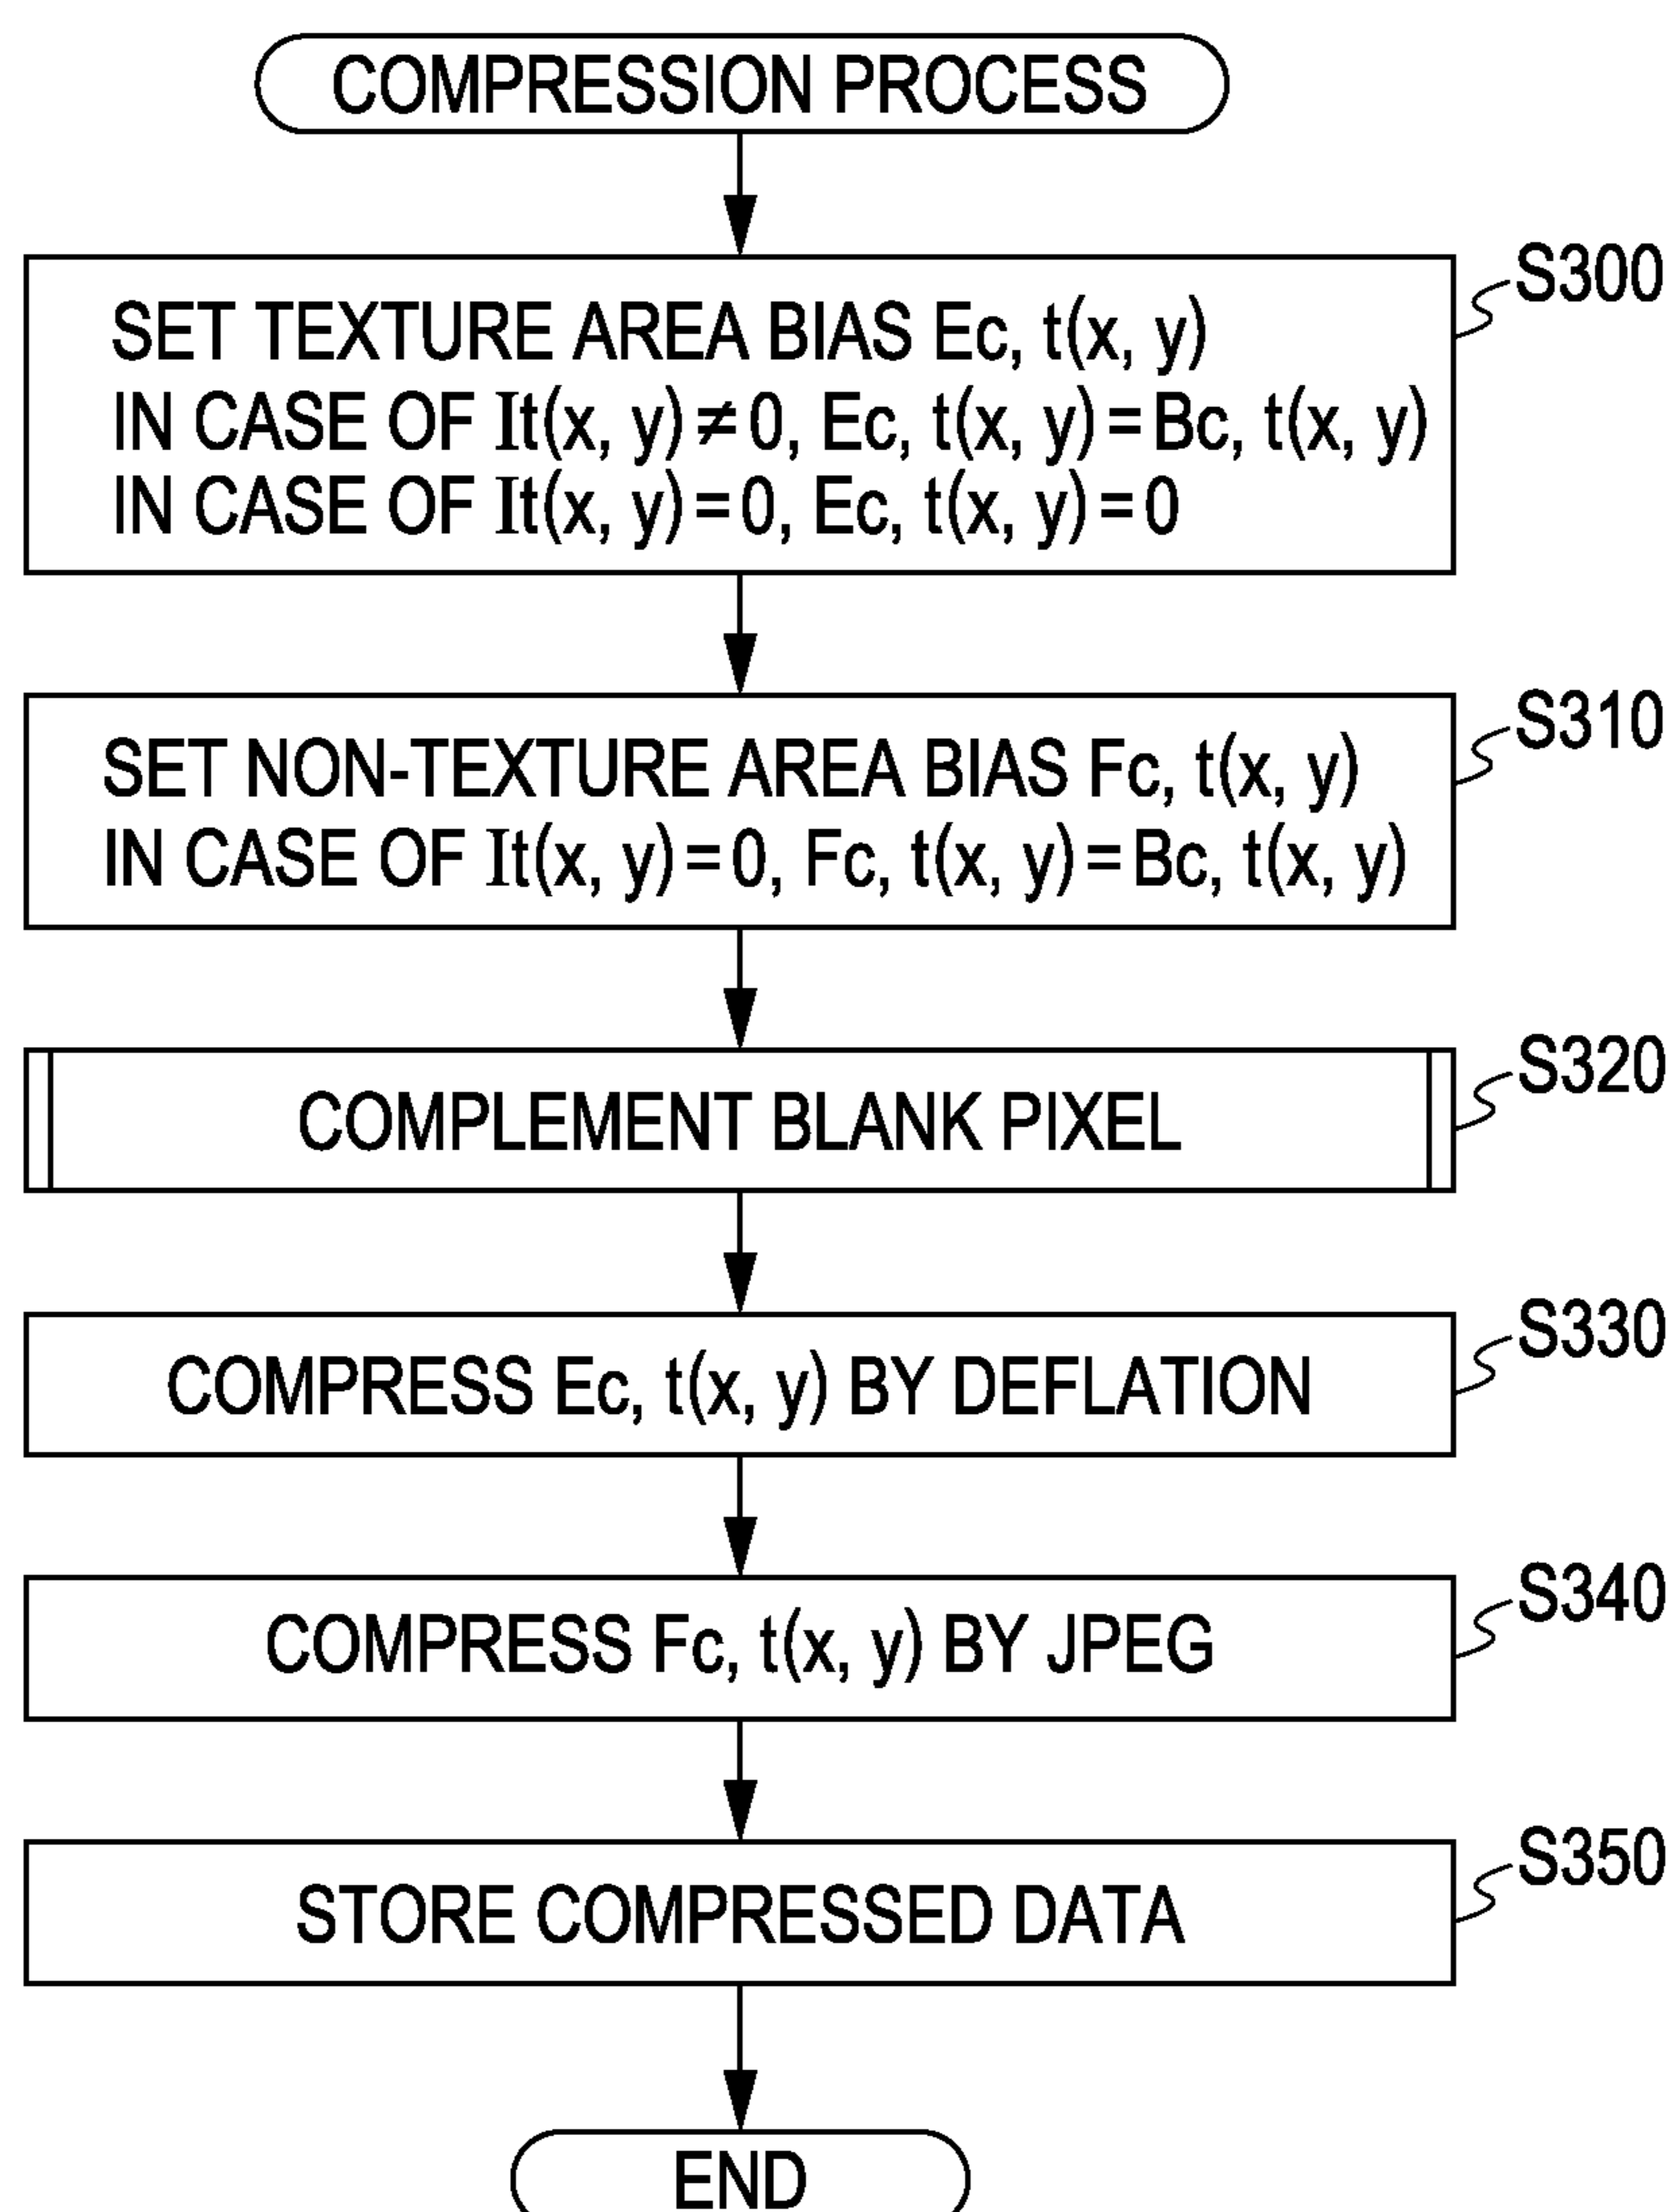 COMPRESSION PROCESS
S300
SET TEXTURE AREA BIAS Ec, t(x, y)
IN CASE OF It(x, y) ≠ 0, Ec, t(x, y) = Bc, t(x, y)
IN CASE OF It(x, y) = 0, Ec, t(x, y) = 0
S310
SET NON-TEXTURE AREA BIAS Fc, t(x, y)
IN CASE OF It(x, y) = 0, Fc, t(x, y) = Bc, t(x, y)
S320
COMPLEMENT BLANK PIXEL
S330
COMPRESS Ec, t(x, y) BY DEFLATION
S340
COMPRESS Fc, t(x, y) BY JPEG
S350
STORE COMPRESSED DATA
END